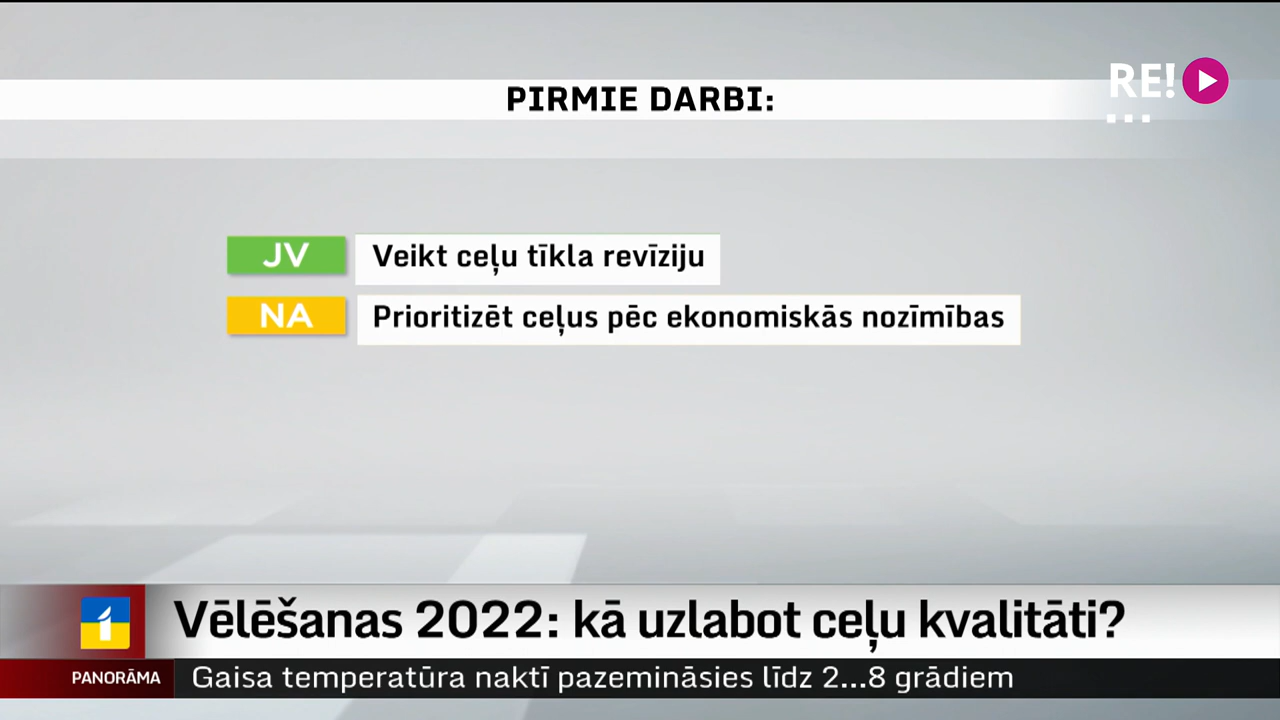 PIRMIE DARBI:
RE!
JV Veikt ceļu tīkla revīziju
NA Prioritizēt ceļus pēc ekonomiskās nozīmības
1 Vēlēšanas 2022: kā uzlabot ceļu kvalitāti?
PANORĀMA Gaisa temperatūra naktī pazemināsies līdz 2...8 grādiem